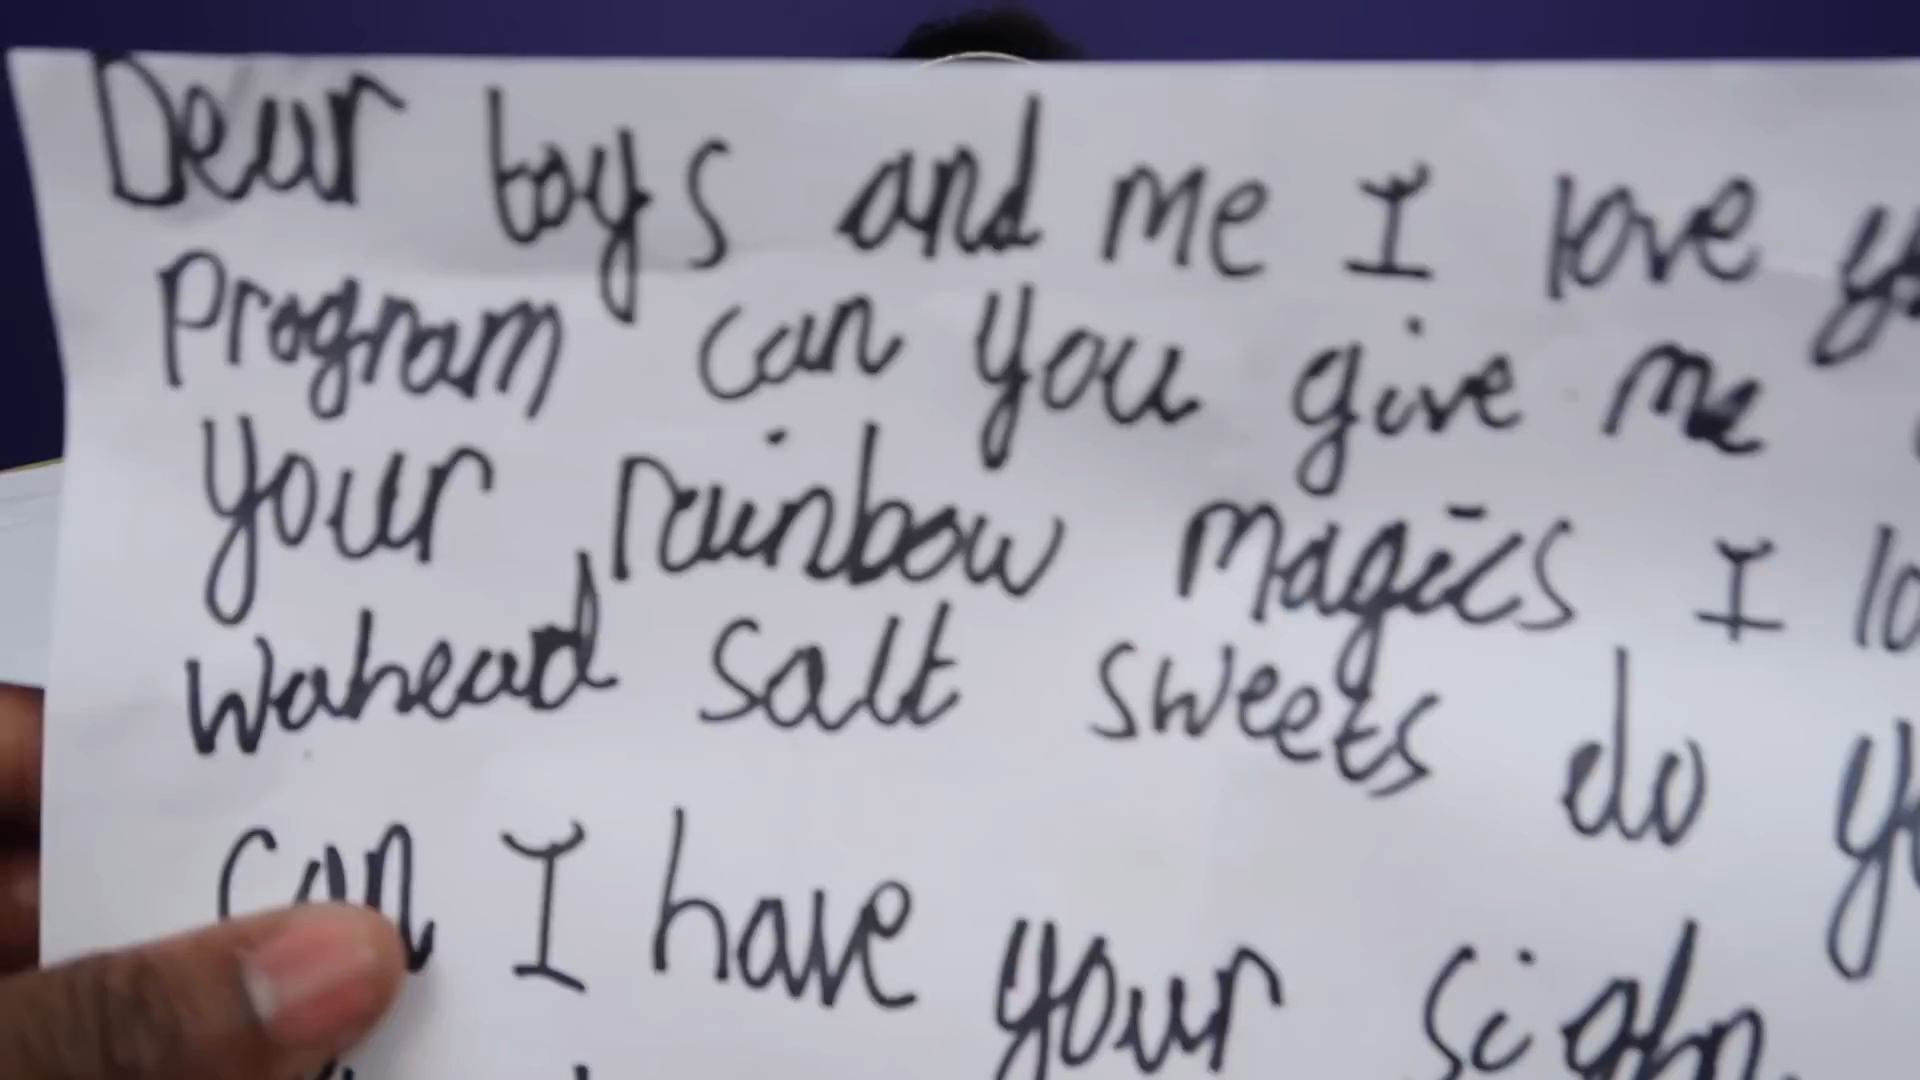 Dear toys and me I love
Program can you give me
your rainbow magics I
wahead salt sweets do
can I have your